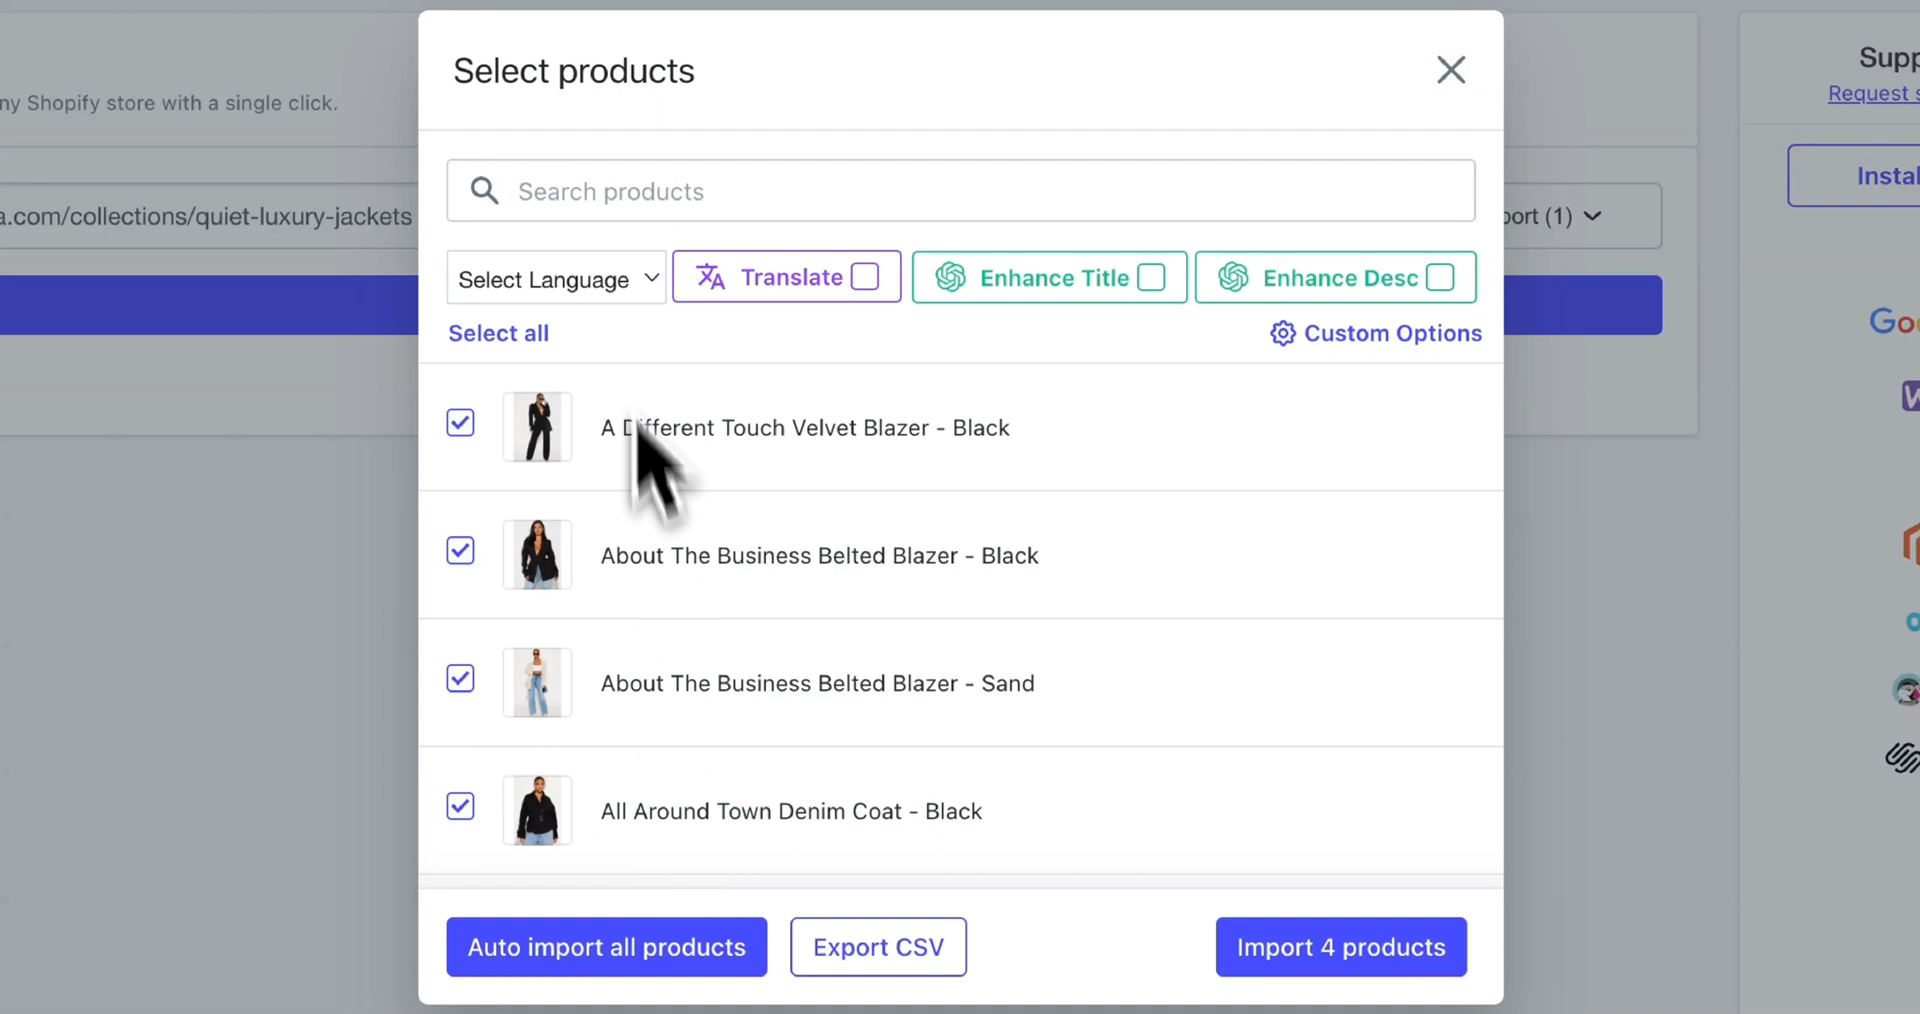 Select products
ny Shopify store with a single click.
Search products
a.com/collections/quiet-luxury-jackets
port (1)
Select Language
Translate
Enhance Title
Enhance Desc
Select all
Custom Options
A Different Touch Velvet Blazer - Black
About The Business Belted Blazer - Black
About The Business Belted Blazer - Sand
All Around Town Denim Coat - Black
Auto import all products
Export CSV
Import 4 products
Supp
Request s
Instal
Goo